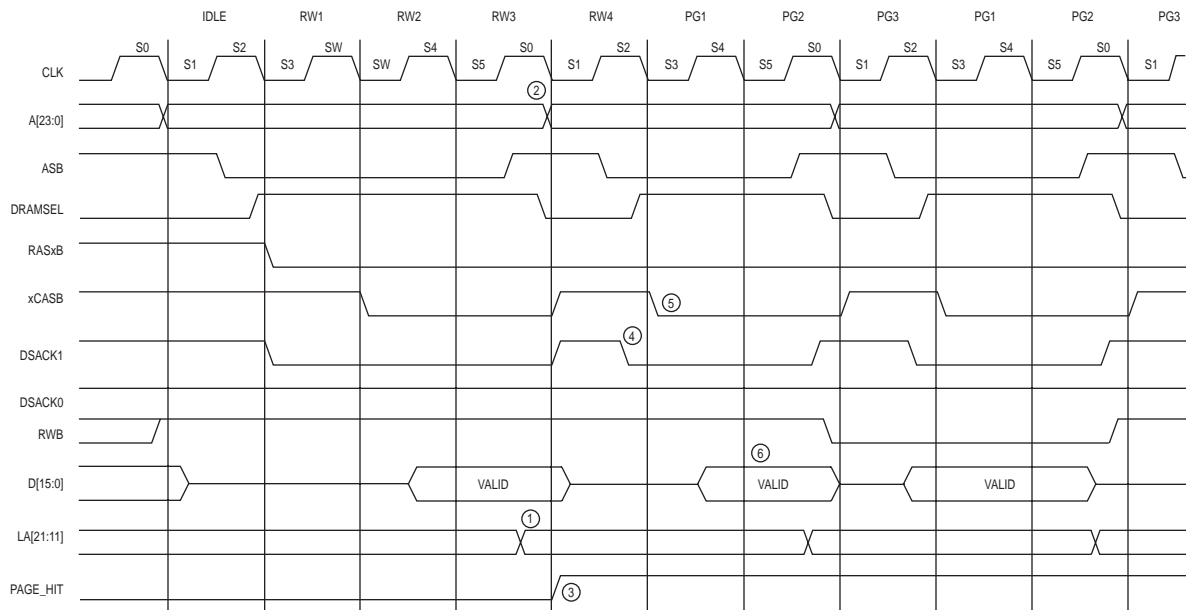 IDLE RW1 RW2 RW3 RW4 PG1 PG2 PG3 PG1 PG2 PG3
CLK S0 S1 S2 S3 SW SW S4 S5 S0 S1 S2 S3 S4 S5 S0 S1 S2 S3 S4 S5 S0 S1
2
A[23:0]
ASB
DRAMSEL
RASxB
xCASB 5
4
DSACK1
DSACK0
RWB
6
D[15:0] VALID VALID VALID
1
LA[21:11]
PAGE_HIT 3